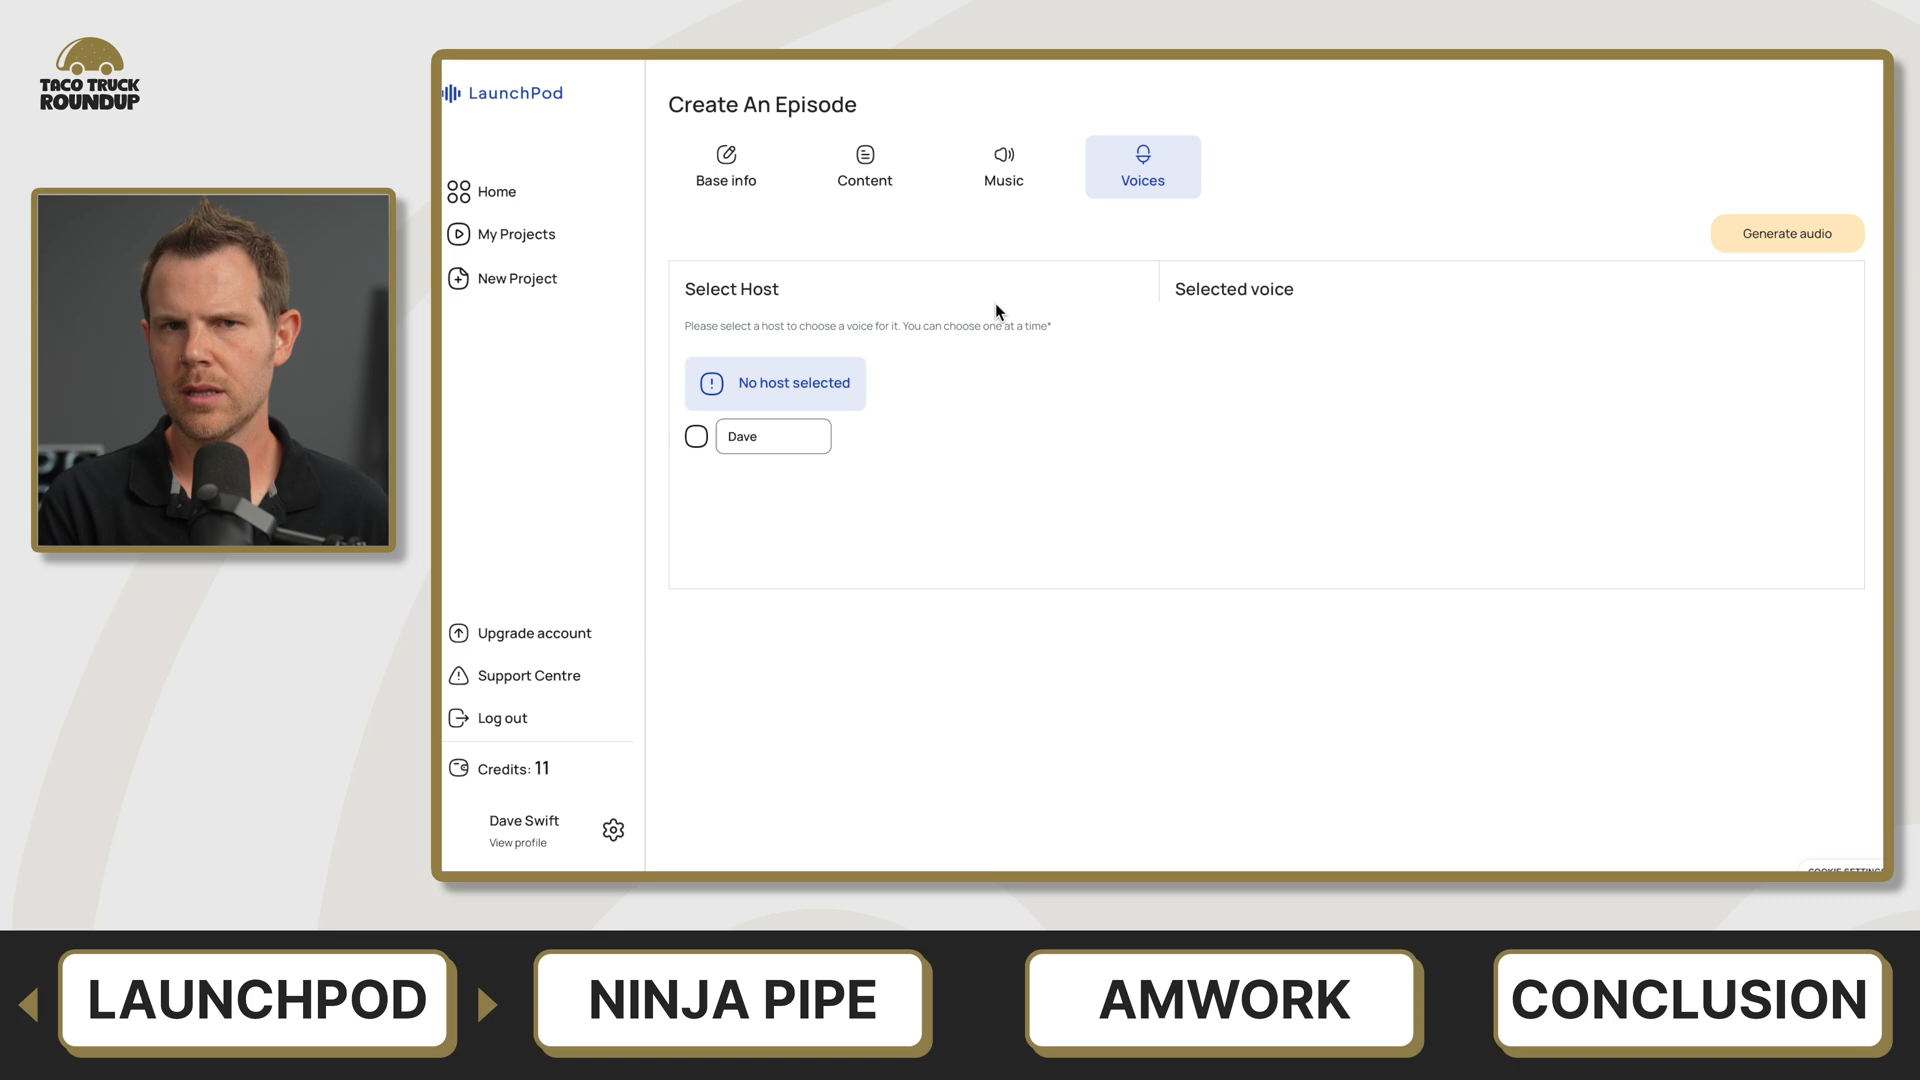 TACO TRUCK
ROUNDUP
LaunchPod
Home
My Projects
New Project
Upgrade account
Support Centre
Log out
Credits: 11
Dave Swift
View profile
Create An Episode
Base info
Content
Music
Voices
Generate audio
Select Host
Please select a host to choose a voice for it. You can choose one at a time*
No host selected
Dave
Selected voice
LAUNCHPOD
NINJA PIPE
AMWORK
CONCLUSION